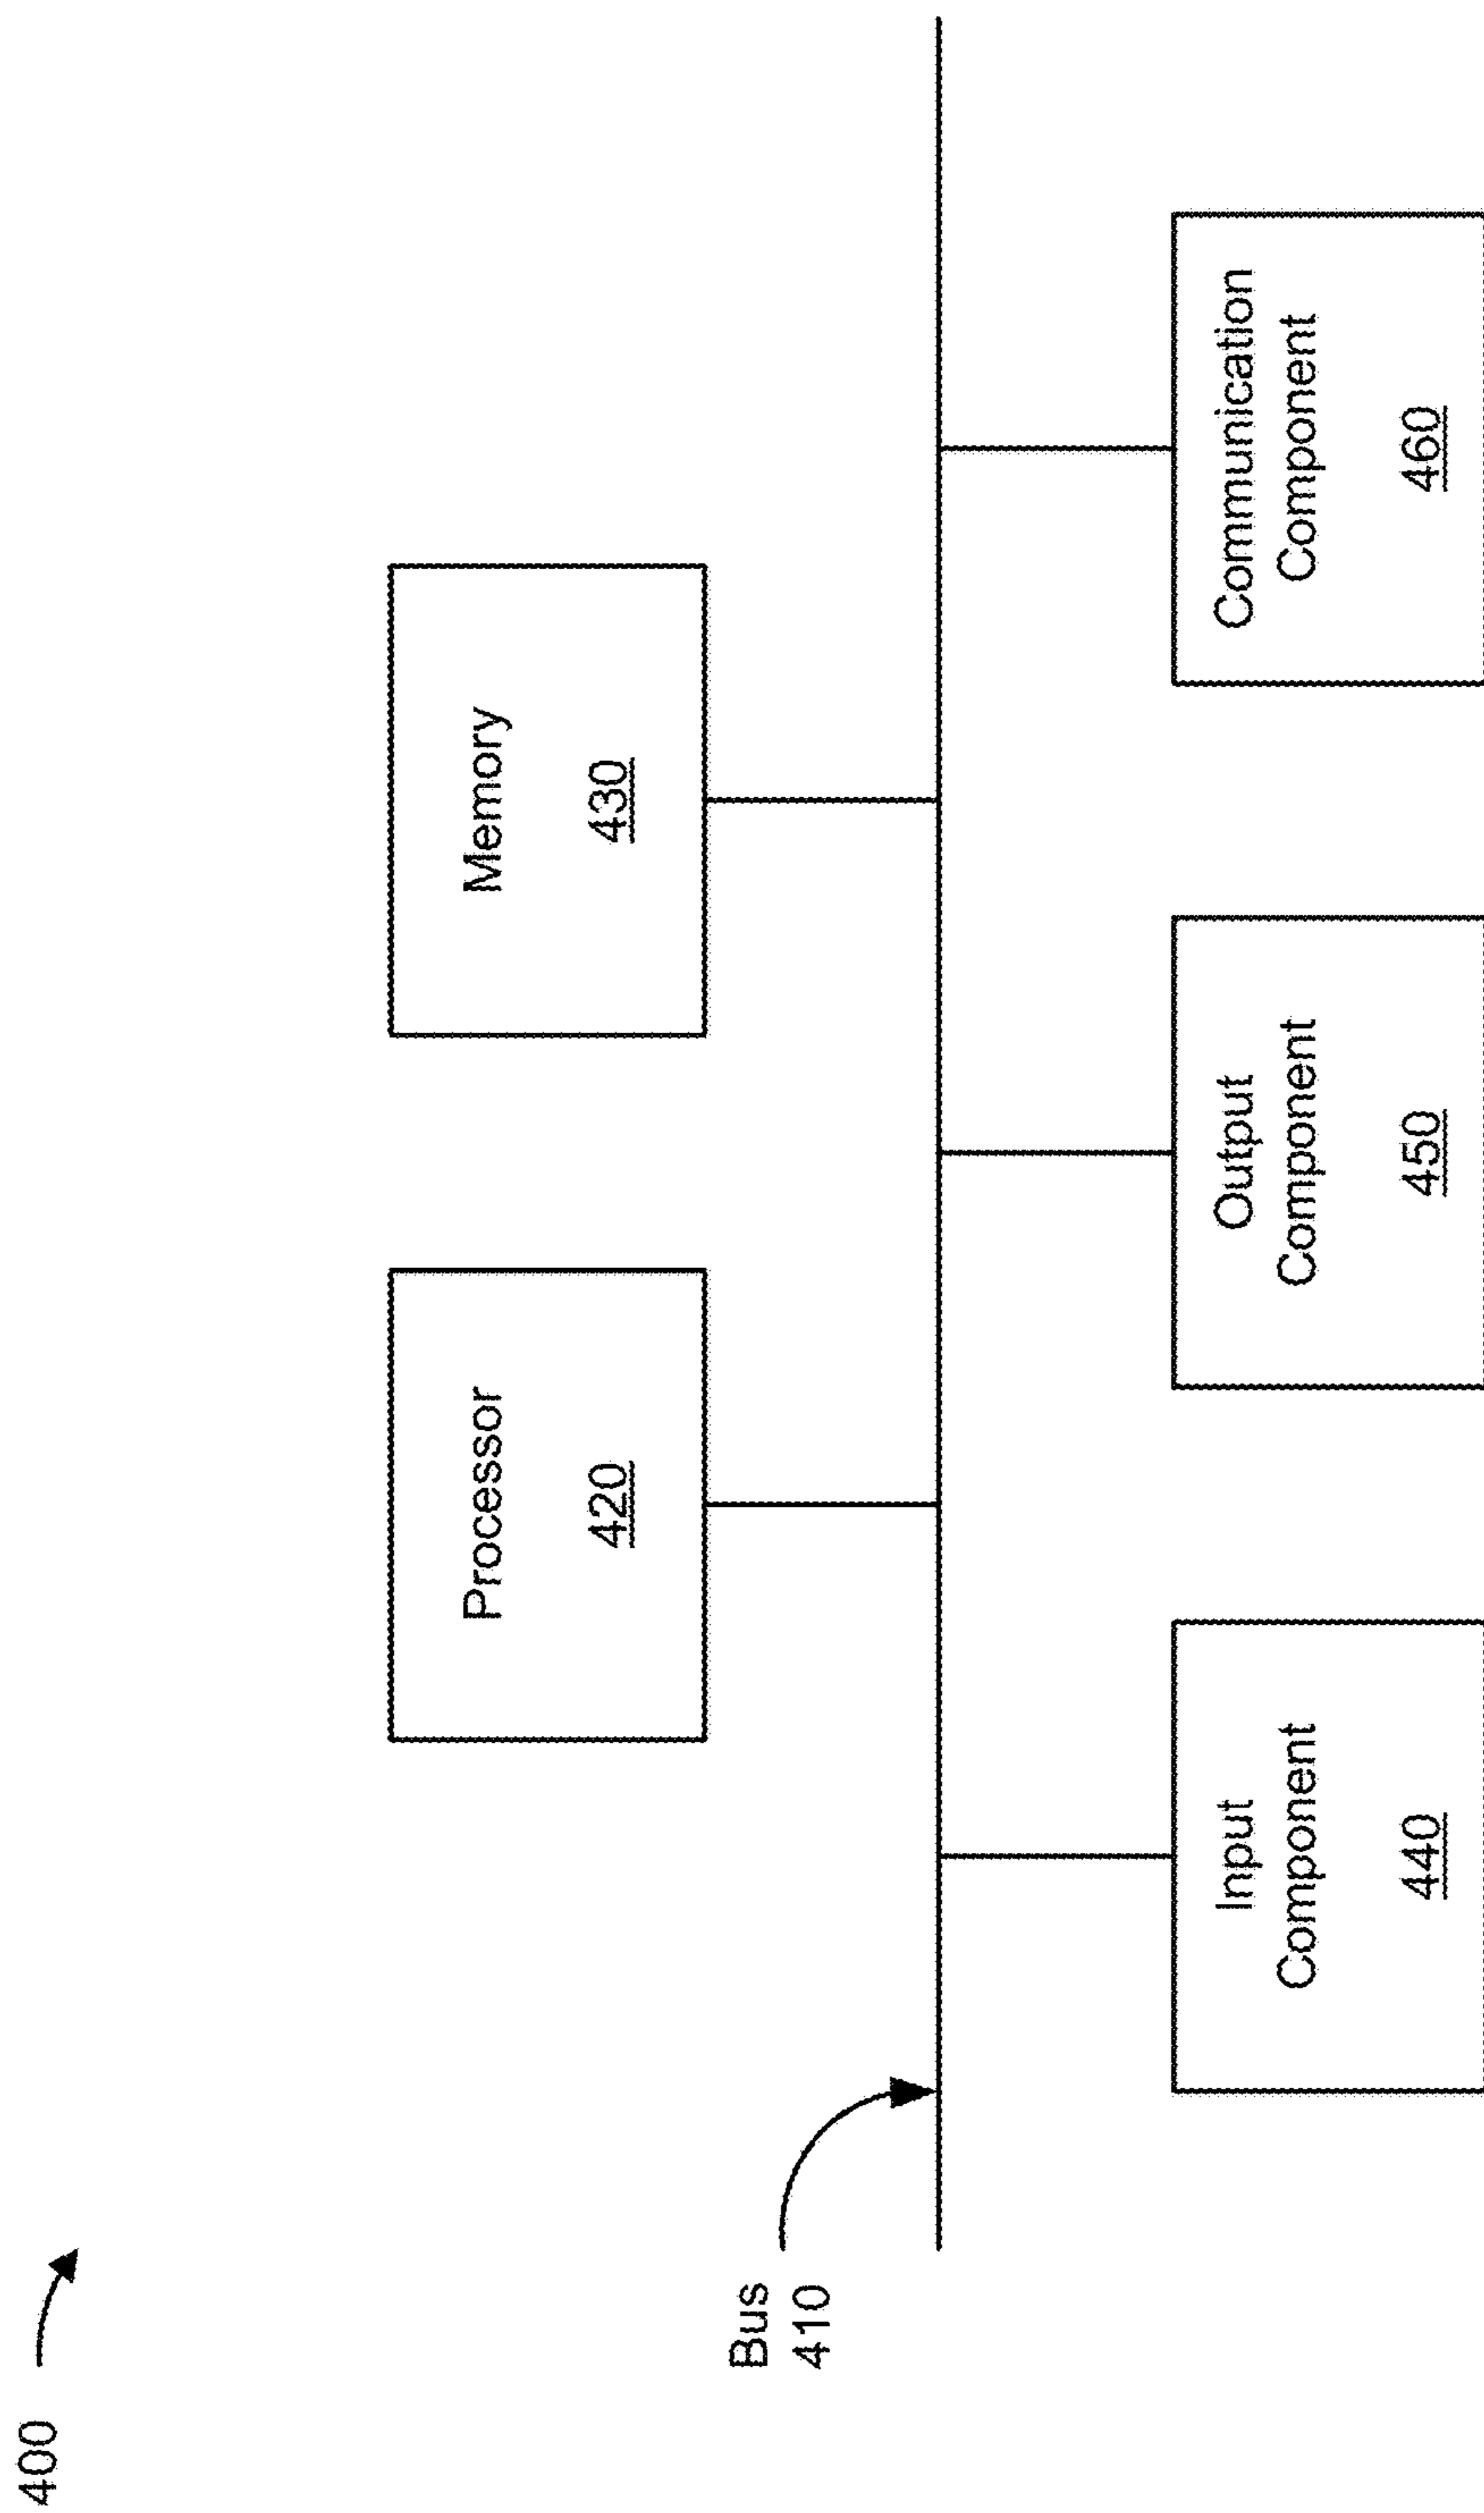 400
Processor
420
Memory
430
Bus
410
Input
Component
440
Output
Component
450
Communication
Component
460